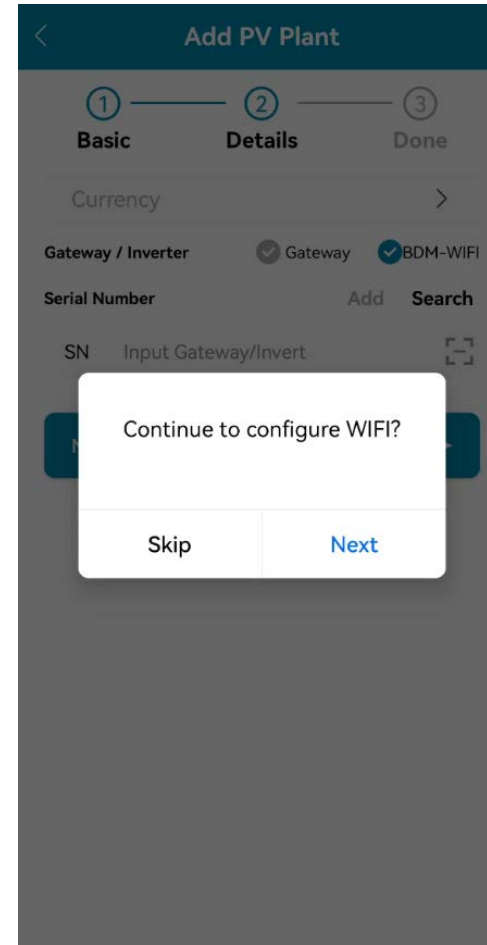 Add PV Plant
1 2 3
Basic Details Done
Currency
Gateway / Inverter Gateway BDM-WIFI
Serial Number Add Search
SN Input Gateway/Invert
N
Continue to configure WIFI?
Skip Next